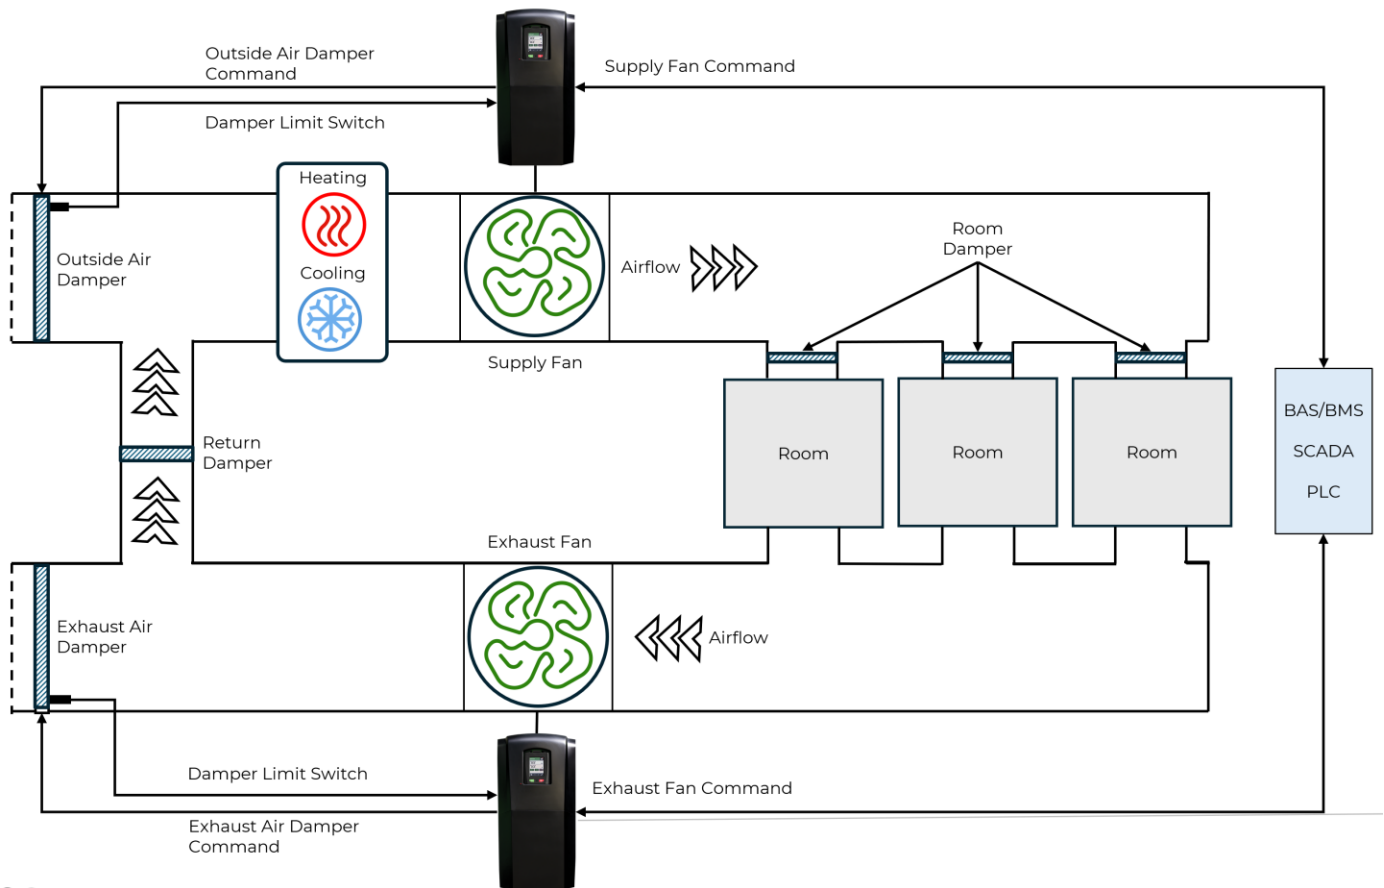 Outside Air Damper
Command
Supply Fan Command
Damper Limit Switch
Heating
Cooling
Outside Air
Damper
Airflow
Room
Damper
Supply Fan
Return
Damper
Room
Room
Room
BAS/BMS
SCADA
PLC
Exhaust Fan
Exhaust Air
Damper
Airflow
Damper Limit Switch
Exhaust Fan Command
Exhaust Air Damper
Command